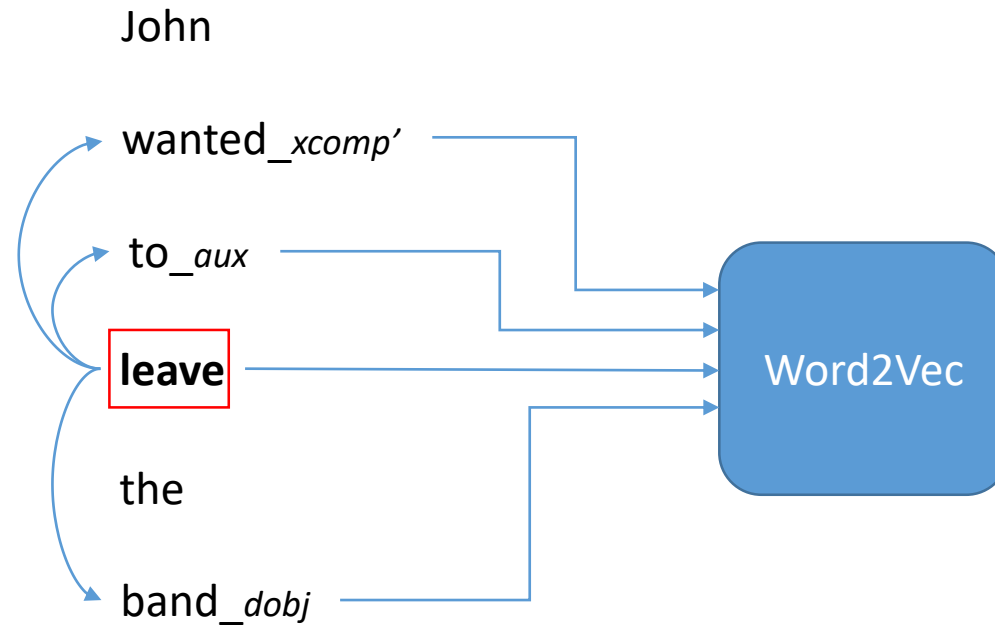 John
wanted_xcomp’
to_aux
leave
Word2Vec
the
band_dobj